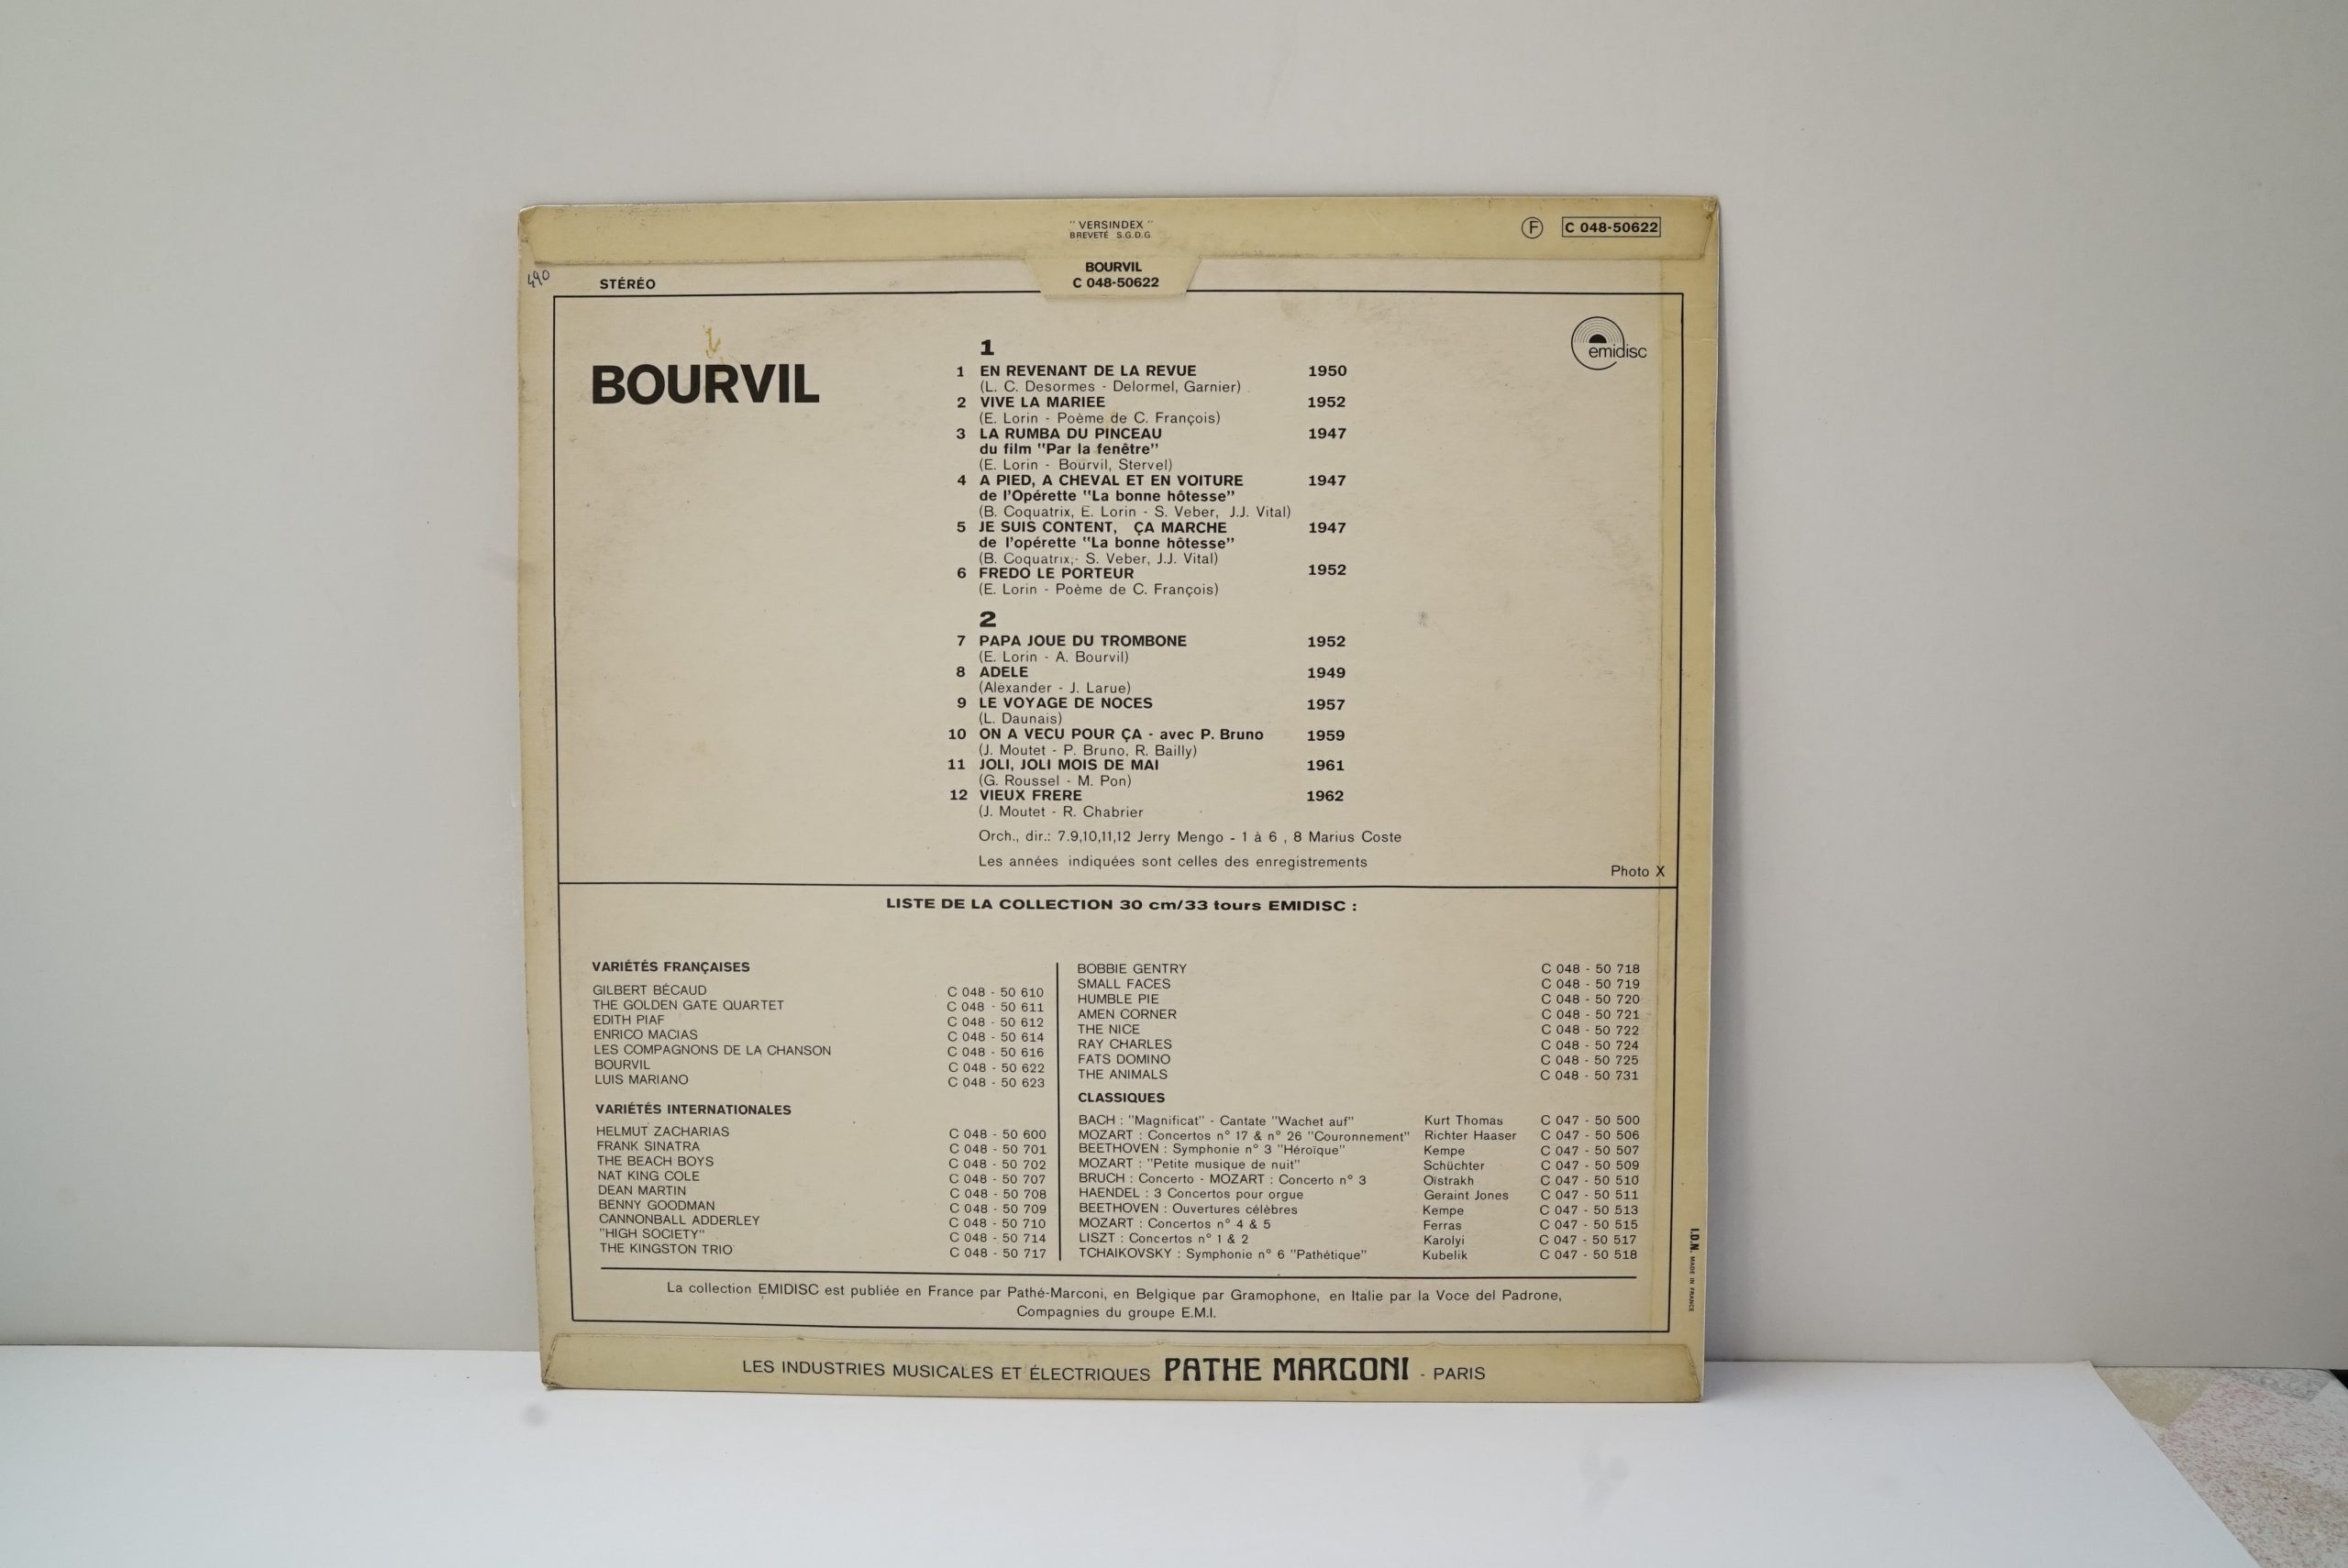 " VERSINDEX "
BREVETÉ S.G.D.G.
F
C 048-50622
490
STÉRÉO
BOURVIL
C 048-50622
emidisc
BOURVIL
1
1 EN REVENANT DE LA REVUE 1950
(L. C. Desormes - Delormel, Garnier)
2 VIVE LA MARIEE 1952
(E. Lorin - Poème de C. François)
3 LA RUMBA DU PINCEAU 1947
du film "Par la fenêtre"
(E. Lorin - Bourvil, Stervel)
4 A PIED, A CHEVAL ET EN VOITURE 1947
de l'Opérette "La bonne hôtesse"
(B. Coquatrix, E. Lorin - S. Veber, J.J. Vital)
5 JE SUIS CONTENT, ÇA MARCHE 1947
de l'opérette "La bonne hôtesse"
(B. Coquatrix;- S. Veber, J.J. Vital)
6 FREDO LE PORTEUR 1952
(E. Lorin - Poème de C. François)
2
7 PAPA JOUE DU TROMBONE 1952
(E. Lorin - A. Bourvil)
8 ADELE 1949
(Alexander - J. Larue)
9 LE VOYAGE DE NOCES 1957
(L. Daunais)
10 ON A VECU POUR ÇA - avec P. Bruno 1959
(J. Moutet - P. Bruno, R. Bailly)
11 JOLI, JOLI MOIS DE MAI 1961
(G. Roussel - M. Pon)
12 VIEUX FRERE 1962
(J. Moutet - R. Chabrier
Orch., dir.: 7.9,10,11,12 Jerry Mengo - 1 à 6 , 8 Marius Coste
Les années indiquées sont celles des enregistrements
Photo X
LISTE DE LA COLLECTION 30 cm/33 tours EMIDISC :
VARIÉTÉS FRANÇAISES
GILBERT BÉCAUD C 048 - 50 610
THE GOLDEN GATE QUARTET C 048 - 50 611
EDITH PIAF C 048 - 50 612
ENRICO MACIAS C 048 - 50 614
LES COMPAGNONS DE LA CHANSON C 048 - 50 616
BOURVIL C 048 - 50 622
LUIS MARIANO C 048 - 50 623
VARIÉTÉS INTERNATIONALES
HELMUT ZACHARIAS C 048 - 50 600
FRANK SINATRA C 048 - 50 701
THE BEACH BOYS C 048 - 50 702
NAT KING COLE C 048 - 50 707
DEAN MARTIN C 048 - 50 708
BENNY GOODMAN C 048 - 50 709
CANNONBALL ADDERLEY C 048 - 50 710
"HIGH SOCIETY" C 048 - 50 714
THE KINGSTON TRIO C 048 - 50 717
BOBBIE GENTRY C 048 - 50 718
SMALL FACES C 048 - 50 719
HUMBLE PIE C 048 - 50 720
AMEN CORNER C 048 - 50 721
THE NICE C 048 - 50 722
RAY CHARLES C 048 - 50 724
FATS DOMINO C 048 - 50 725
THE ANIMALS C 048 - 50 731
CLASSIQUES
BACH : "Magnificat" - Cantate "Wachet auf" Kurt Thomas C 047 - 50 500
MOZART : Concertos n° 17 & n° 26 "Couronnement" Richter Haaser C 047 - 50 506
BEETHOVEN : Symphonie n° 3 "Héroïque" Kempe C 047 - 50 507
MOZART : "Petite musique de nuit" Schüchter C 047 - 50 509
BRUCH : Concerto - MOZART : Concerto n° 3 Oïstrakh C 047 - 50 510
HAENDEL : 3 Concertos pour orgue Geraint Jones C 047 - 50 511
BEETHOVEN : Ouvertures célèbres Kempe C 047 - 50 513
MOZART : Concertos n° 4 & 5 Ferras C 047 - 50 515
LISZT : Concertos n° 1 & 2 Karolyi C 047 - 50 517
TCHAIKOVSKY : Symphonie n° 6 "Pathétique" Kubelik C 047 - 50 518
La collection EMIDISC est publiée en France par Pathé-Marconi, en Belgique par Gramophone, en Italie par la Voce del Padrone,
Compagnies du groupe E.M.I.
I.D.N. MADE IN FRANCE
LES INDUSTRIES MUSICALES ET ÉLECTRIQUES PATHE MARCONI - PARIS